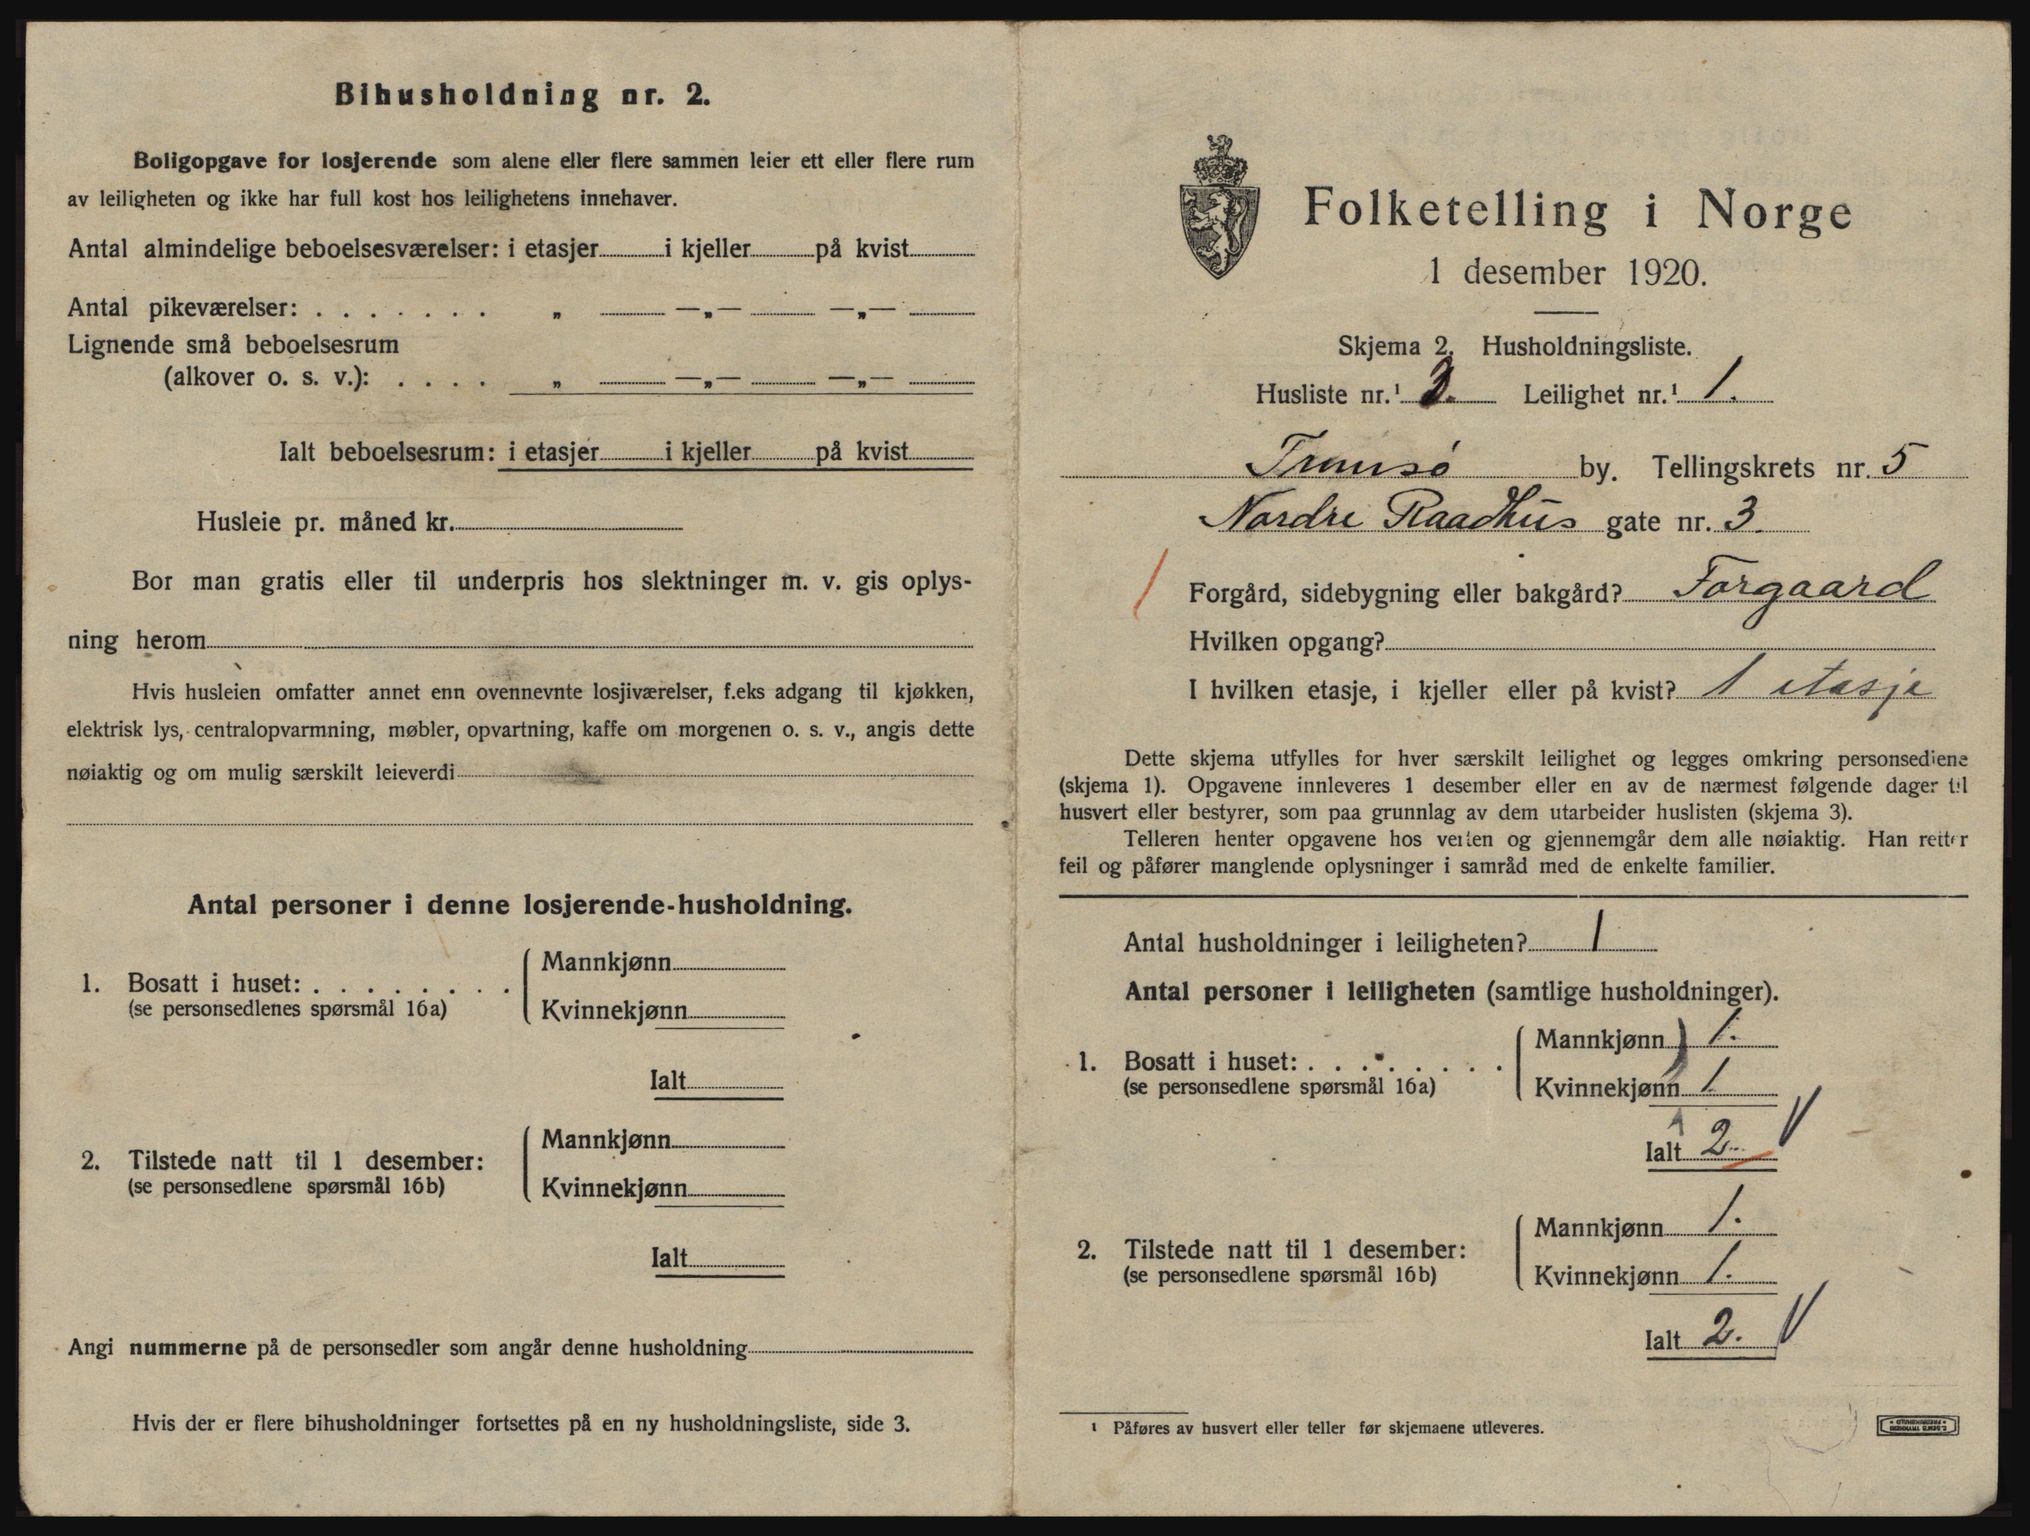 Bihusholdning nr. 2.
Boligopgave for losjerende som alene eller flere sammen leier ett eller flere rum
av leiligheten og ikke har full kost hos leilighetens innehaver.
Antal almindelige beboelsesværelser: i etasjer i kjeller på kvist
Antal pikeværelser: . . . . . . . „ —„— —„—
Lignende små beboelsesrum
(alkover o. s. v.): . . . . „ —„— —„—
Ialt beboelsesrum: i etasjer i kjeller på kvist
Husleie pr. måned kr.
Bor man gratis eller til underpris hos slektninger m. v. gis oplys-
ning herom
Hvis husleien omfatter annet enn ovennevnte losjiværelser, f.eks adgang til kjøkken,
elektrisk lys, centralopvarmning, møbler, opvartning, kaffe om morgenen o. s. v., angis dette
nøiaktig og om mulig særskilt leieverdi
Antal personer i denne losjerende-husholdning.
1. Bosatt i huset: . . . . . . . .
(se personsedlenes spørsmål 16a)
Mannkjønn
Kvinnekjønn
Ialt
2. Tilstede natt til 1 desember:
(se personsedlene spørsmål 16b)
Mannkjønn
Kvinnekjønn
Ialt
Angi nummerne på de personsedler som angår denne husholdning
Hvis der er flere bihusholdninger fortsettes på en ny husholdningsliste, side 3.
Folketelling i Norge
1 desember 1920.
Skjema 2. Husholdningsliste.
Husliste nr.¹ Leilighet nr.¹ 1.
Tromsö by. Tellingskrets nr. 5
Nordre Raadhus gate nr. 3.
Forgård, sidebygning eller bakgård? Forgaard
Hvilken opgang?
I hvilken etasje, i kjeller eller på kvist? 1 etasje
Dette skjema utfylles for hver særskilt leilighet og legges omkring personsedlene
(skjema 1). Opgavene innleveres 1 desember eller en av de nærmest følgende dager til
husvert eller bestyrer, som paa grunnlag av dem utarbeider huslisten (skjema 3).
Telleren henter opgavene hos verten og gjennemgår dem alle nøiaktig. Han retter
feil og påfører manglende oplysninger i samråd med de enkelte familier.
Antal husholdninger i leiligheten? 1
Antal personer i leiligheten (samtlige husholdninger).
1. Bosatt i huset: . . . . . . . .
(se personsedlene spørsmål 16a)
Mannkjønn 1.
Kvinnekjønn 1
Ialt 2.
2. Tilstede natt til 1 desember:
(se personsedlene spørsmål 16b)
Mannkjønn 1.
Kvinnekjønn 1.
Ialt 2.
¹ Påføres av husvert eller teller før skjemaene utleveres.